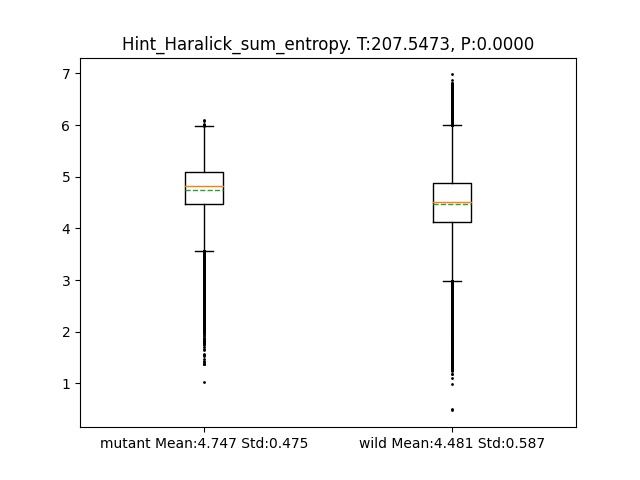 Hint_Haralick_sum_entropy. T:207.5473, P:0.0000
7
6
5
4
3
2
1
mutant Mean:4.747 Std:0.475
wild Mean:4.481 Std:0.587